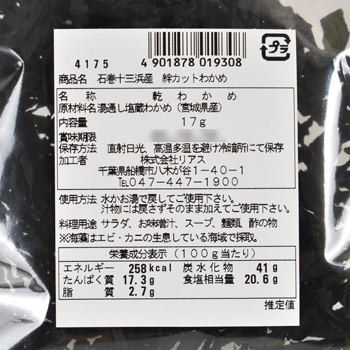 4175
4 901878 019308
プラ
商品名 石巻十三浜産 絆カットわかめ
名称 乾わかめ
原材料名 湯通し塩蔵わかめ（宮城県産）
内容量 17g
賞味期限
保存方法 直射日光、高温多湿を避け冷暗所にて保存
加工者 株式会社リアス
千葉県船橋市八木が谷1-40-1
TEL047-447-1900
使用方法 水かお湯で戻してご使用下さい。
汁物には戻さずそのまま加えてご使用下さい。
料理用途 サラダ、お味噌汁、スープ、麺類、酢の物
※海藻はエビ・カニの生息している海域で採取。
栄養成分表示（100g当たり）
エネルギー 258kcal 炭水化物 41g
たんぱく質 17.3g 食塩相当量 20.6g
脂質 2.7g
推定値